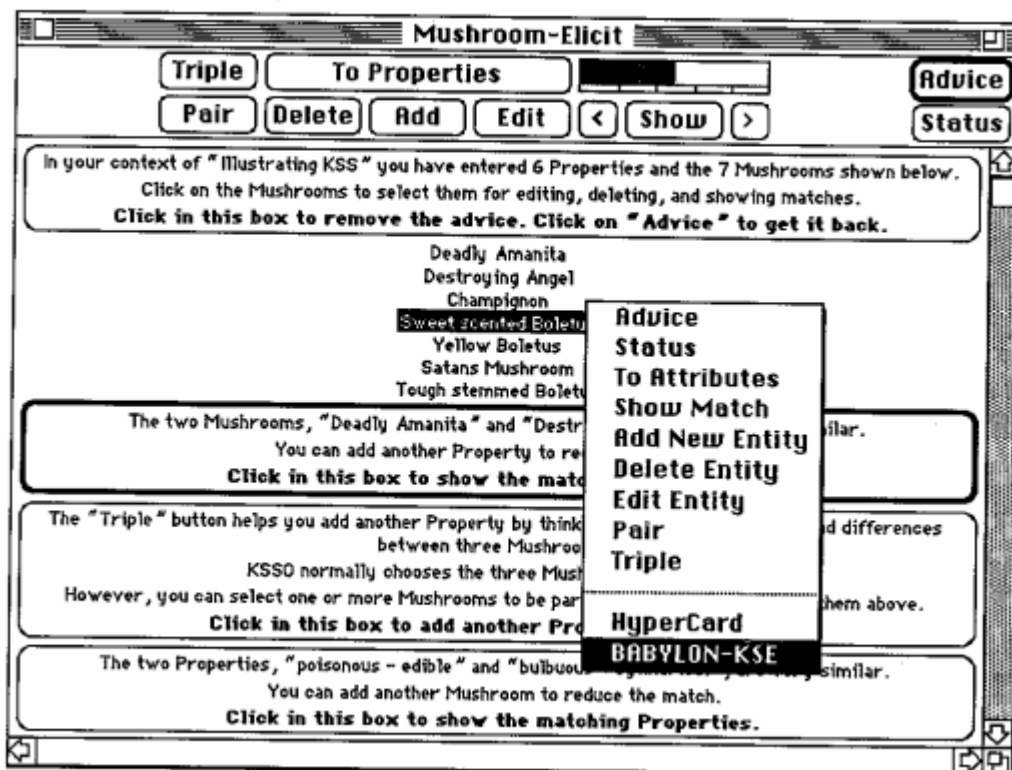 Mushroom-Elicit
Triple To Properties Advice
Pair Delete Add Edit < Show > Status
In your context of "Illustrating KSS" you have entered 6 Properties and the 7 Mushrooms shown below.
Click on the Mushrooms to select them for editing, deleting, and showing matches.
Click in this box to remove the advice. Click on "Advice" to get it back.
Deadly Amanita
Destroying Angel
Champignon
Sweet scented Boletu
Yellow Boletus
Satans Mushroom
Tough stemmed Boletu
The two Mushrooms, "Deadly Amanita" and "Destr ilar.
You can add another Property to re
Click in this box to show the matc
The "Triple" button helps you add another Property by think d differences
between three Mushroo
KSS0 normally chooses the three Mush
However, you can select one or more Mushrooms to be par hem above.
Click in this box to add another Pro
The two Properties, "poisonous - edible" and "bulbuous similar.
You can add another Mushroom to reduce the match.
Click in this box to show the matching Properties.
Advice
Status
To Attributes
Show Match
Add New Entity
Delete Entity
Edit Entity
Pair
Triple
HyperCard
BABYLON-KSE